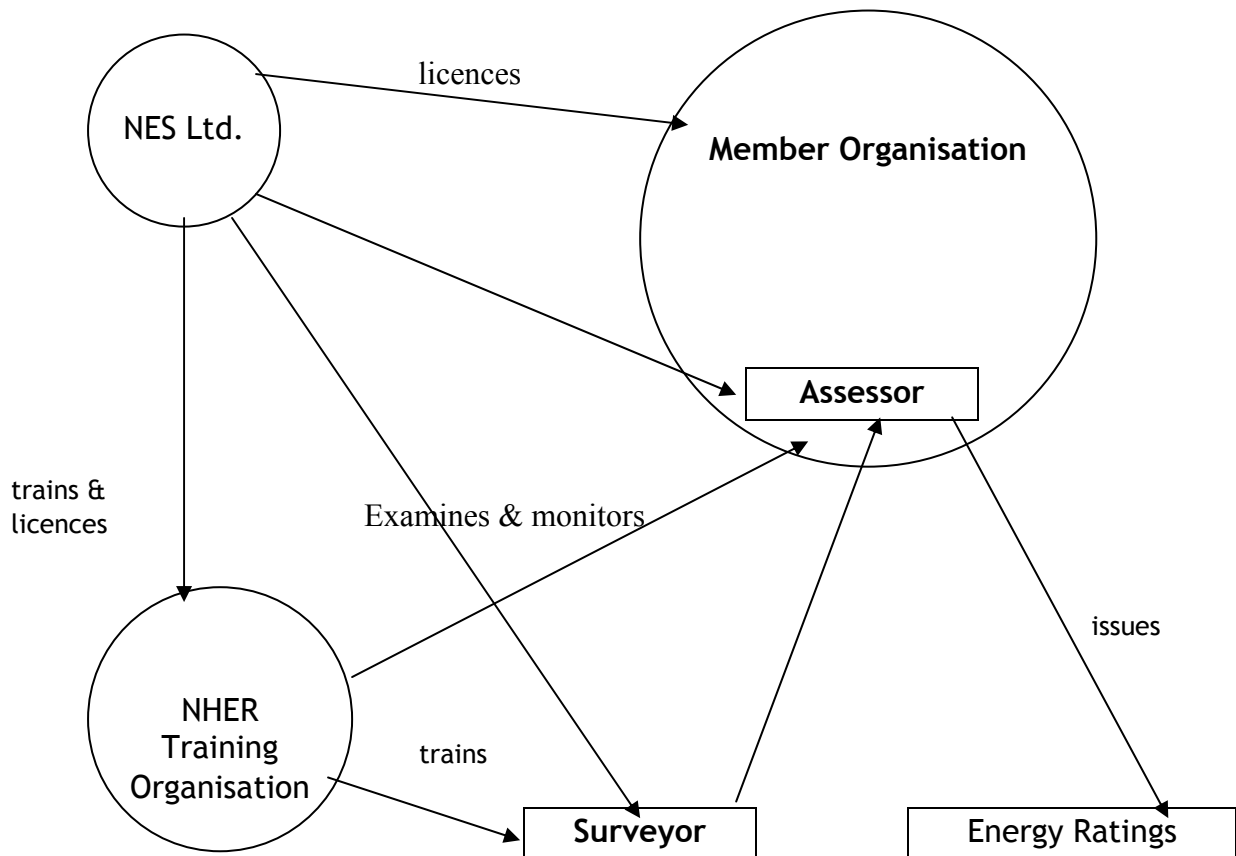 licences
NES Ltd.
Member Organisation
Assessor
trains &
licences
Examines & monitors
issues
NHER
Training
Organisation
trains
Surveyor
Energy Ratings